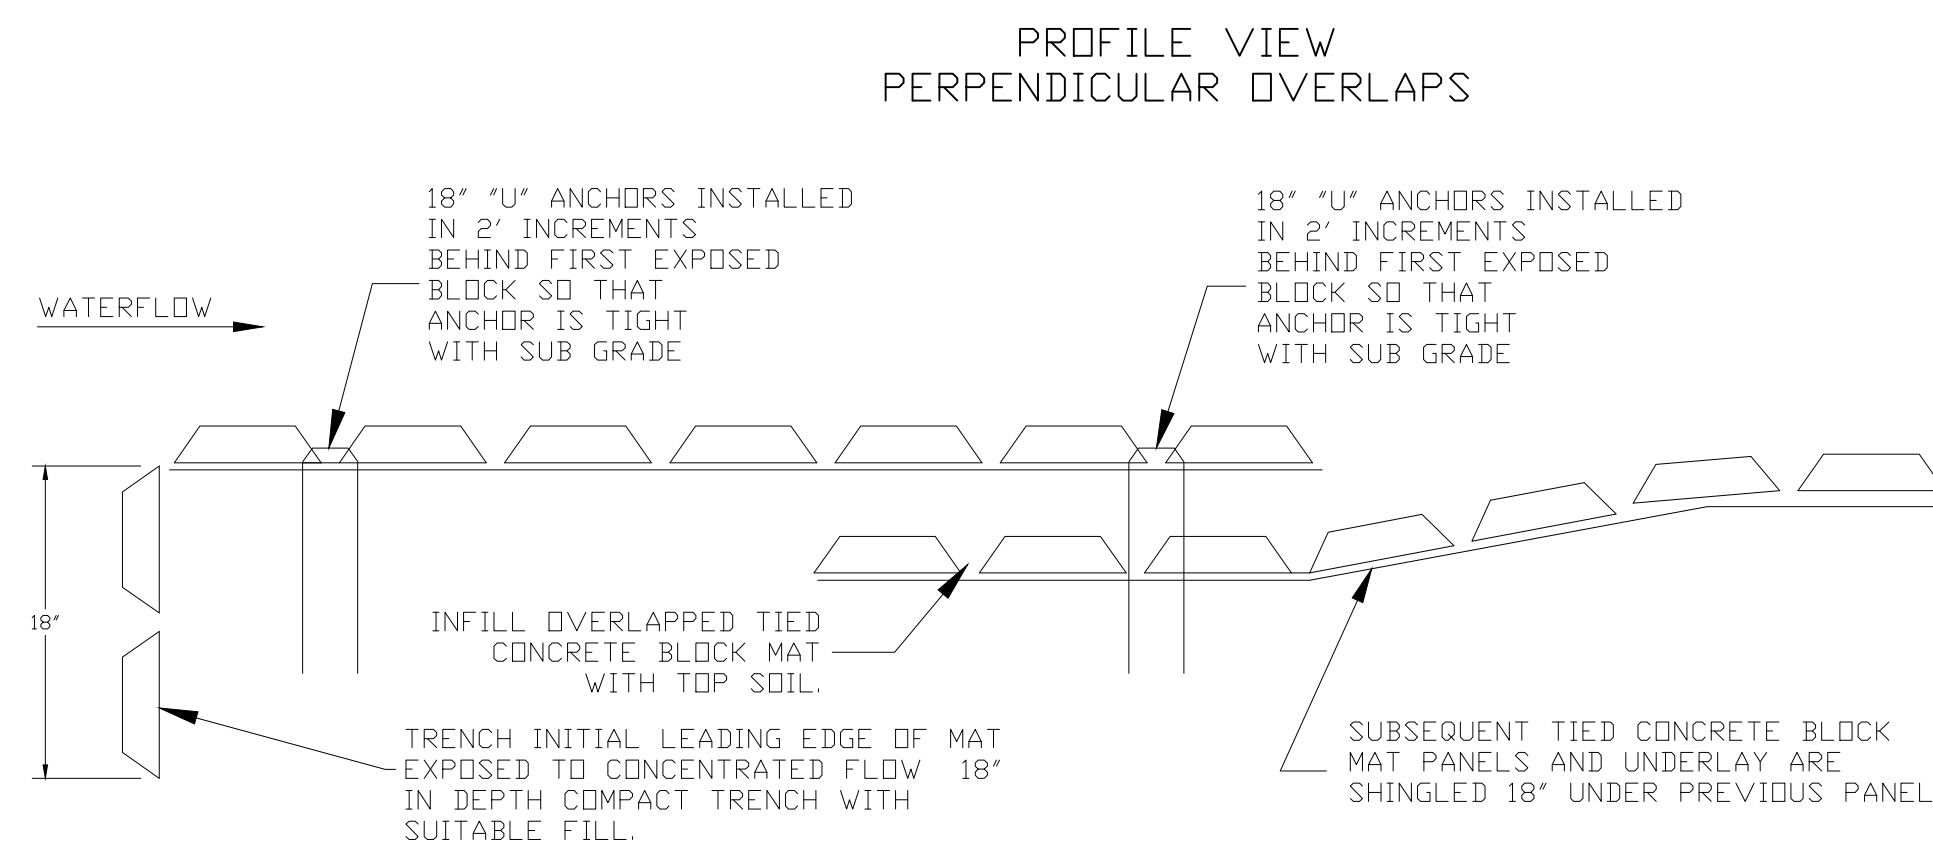 PROFILE VIEW
PERPENDICULAR OVERLAPS
18" "U" ANCHORS INSTALLED
IN 2' INCREMENTS
BEHIND FIRST EXPOSED
BLOCK SO THAT
ANCHOR IS TIGHT
WITH SUB GRADE
18" "U" ANCHORS INSTALLED
IN 2' INCREMENTS
BEHIND FIRST EXPOSED
BLOCK SO THAT
ANCHOR IS TIGHT
WITH SUB GRADE
WATERFLOW
18"
INFILL OVERLAPPED TIED
CONCRETE BLOCK MAT
WITH TOP SOIL.
TRENCH INITIAL LEADING EDGE OF MAT
EXPOSED TO CONCENTRATED FLOW 18"
IN DEPTH COMPACT TRENCH WITH
SUITABLE FILL.
SUBSEQUENT TIED CONCRETE BLOCK
MAT PANELS AND UNDERLAY ARE
SHINGLED 18" UNDER PREVIOUS PANEL